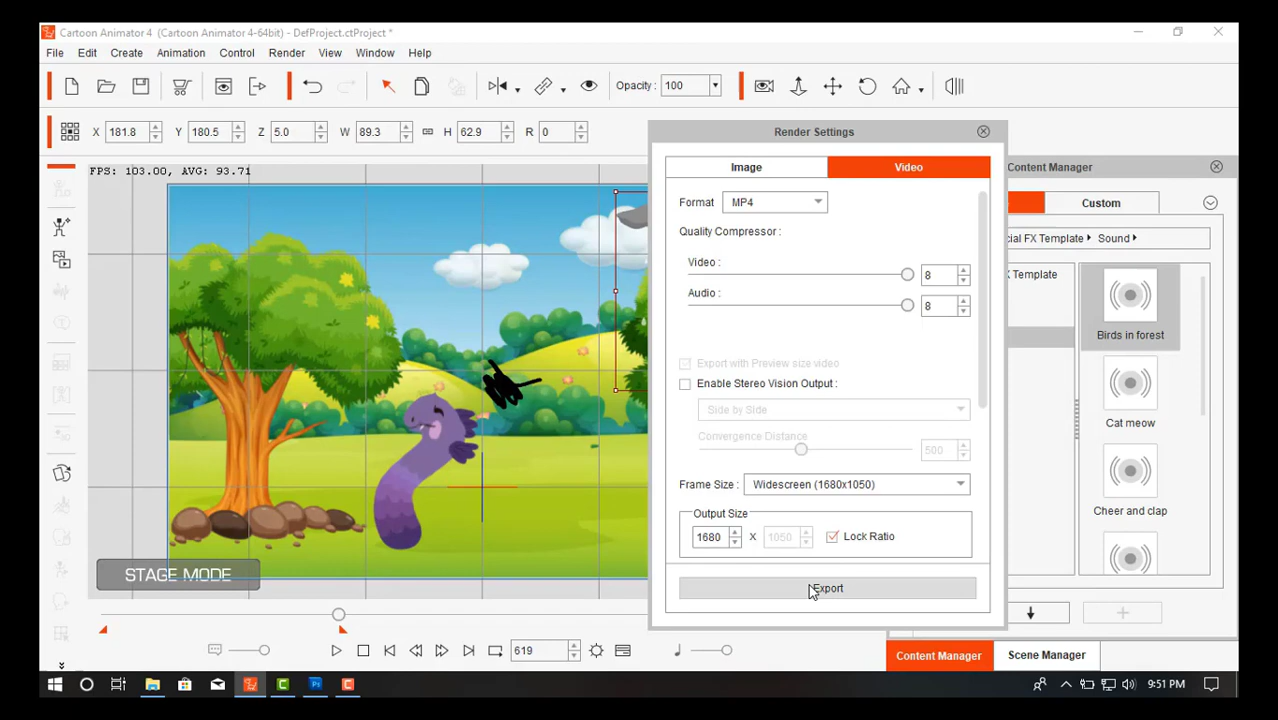 Cartoon Animator 4 (Cartoon Animator 4-64bit) - DefProject.ctProject *
File Edit Create Animation Control Render View Window Help
Opacity : 100
X 181.8 Y 180.5 Z 5.0 W 89.3 H 62.9 R 0
FPS: 103.00, AVG: 93.71
STAGE MODE
619
Render Settings
Image Video
Format MP4
Quality Compressor :
Video :
8
Audio :
8
Export with Preview size video
Enable Stereo Vision Output :
Side by Side
Convergence Distance
500
Frame Size : Widescreen (1680x1050)
Output Size
1680 X 1050 Lock Ratio
Export
Content Manager
Custom
cial FX Template Sound
X Template
Birds in forest
Cat meow
Cheer and clap
Content Manager Scene Manager
9:51 PM